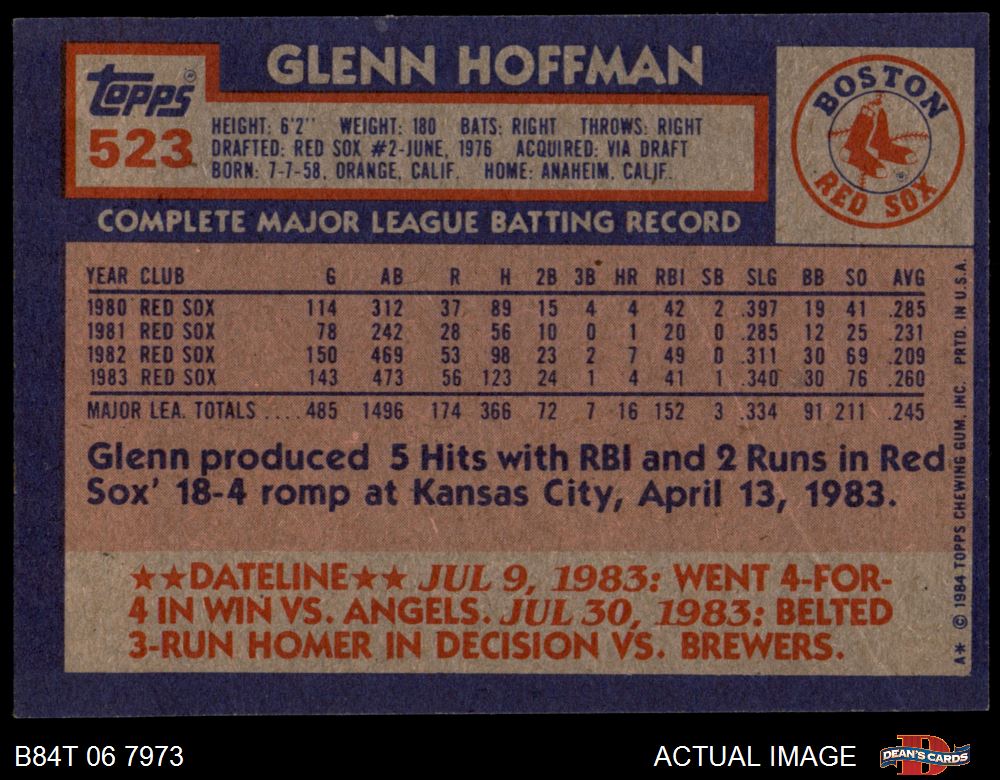 GLENN HOFFMAN
topps®
523
HEIGHT: 6'2" WEIGHT: 180 BATS: RIGHT THROWS: RIGHT
DRAFTED: RED SOX #2-JUNE, 1976 ACQUIRED: VIA DRAFT
BORN: 7-7-58, ORANGE, CALIF. HOME: ANAHEIM, CALIF.
BOSTON
RED SOX
COMPLETE MAJOR LEAGUE BATTING RECORD
YEAR CLUB G AB R H 2B 3B HR RBI SB SLG BB SO AVG
1980 RED SOX 114 312 37 89 15 4 4 42 2 .397 19 41 .285
1981 RED SOX 78 242 28 56 10 0 1 20 0 .285 12 25 .231
1982 RED SOX 150 469 53 98 23 2 7 49 0 .311 30 69 .209
1983 RED SOX 143 473 56 123 24 1 4 41 1 .340 30 76 .260
MAJOR LEA. TOTALS .... 485 1496 174 366 72 7 16 152 3 .334 91 211 .245
Glenn produced 5 Hits with RBI and 2 Runs in Red
Sox' 18-4 romp at Kansas City, April 13, 1983.
★★DATELINE★★ JUL 9, 1983: WENT 4-FOR-
4 IN WIN VS. ANGELS. JUL 30, 1983: BELTED
3-RUN HOMER IN DECISION VS. BREWERS.
A* © 1984 TOPPS CHEWING GUM, INC. PRTD. IN U.S.A.
B84T 06 7973
ACTUAL IMAGE
DEAN'S CARDS